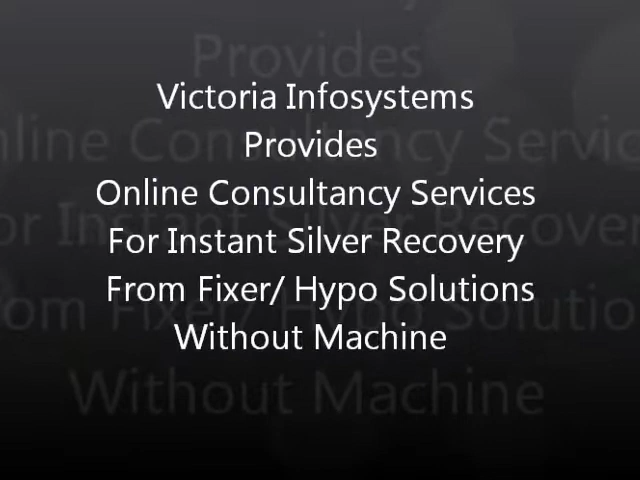 Victoria Infosystems
Provides
Online Consultancy Services
For Instant Silver Recovery
From Fixer/ Hypo Solutions
Without Machine